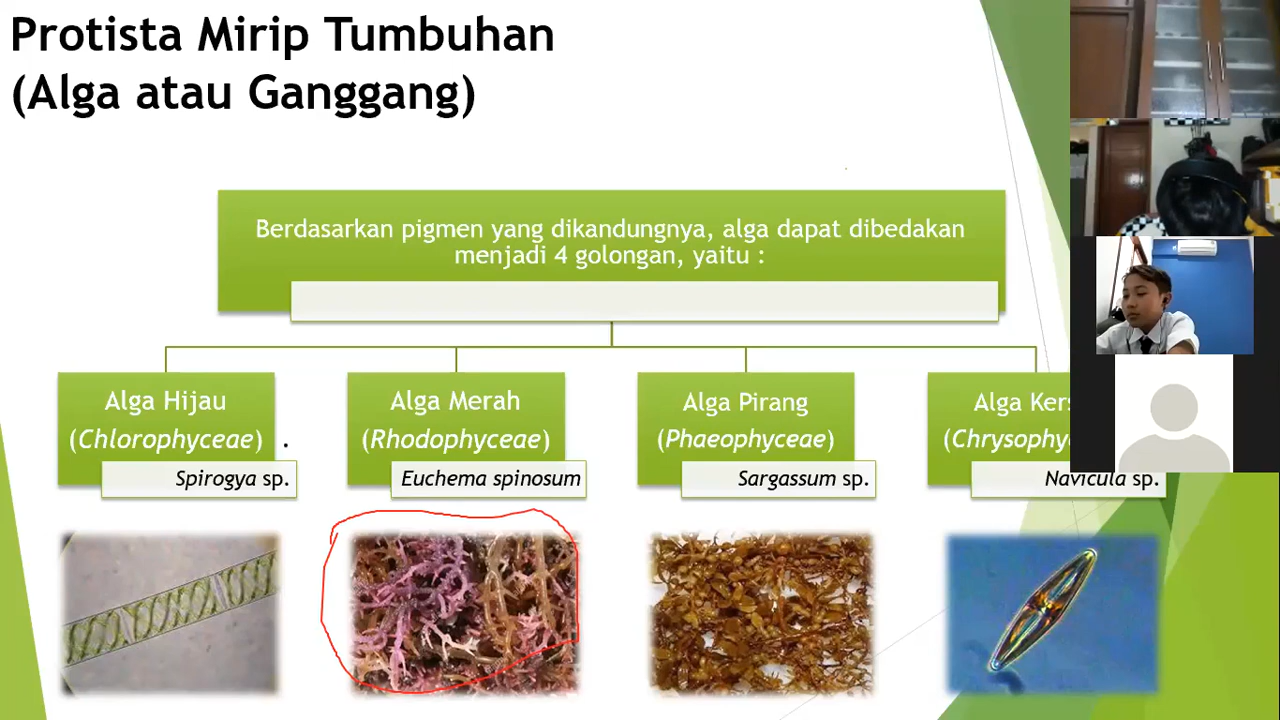 Protista Mirip Tumbuhan
(Alga atau Ganggang)
Berdasarkan pigmen yang dikandungnya, alga dapat dibedakan
menjadi 4 golongan, yaitu :
Alga Hijau
(Chlorophyceae)
.
Spirogya sp.
Alga Merah
(Rhodophyceae)
Euchema spinosum
Alga Pirang
(Phaeophyceae)
Sargassum sp.
Alga
Navicula sp.